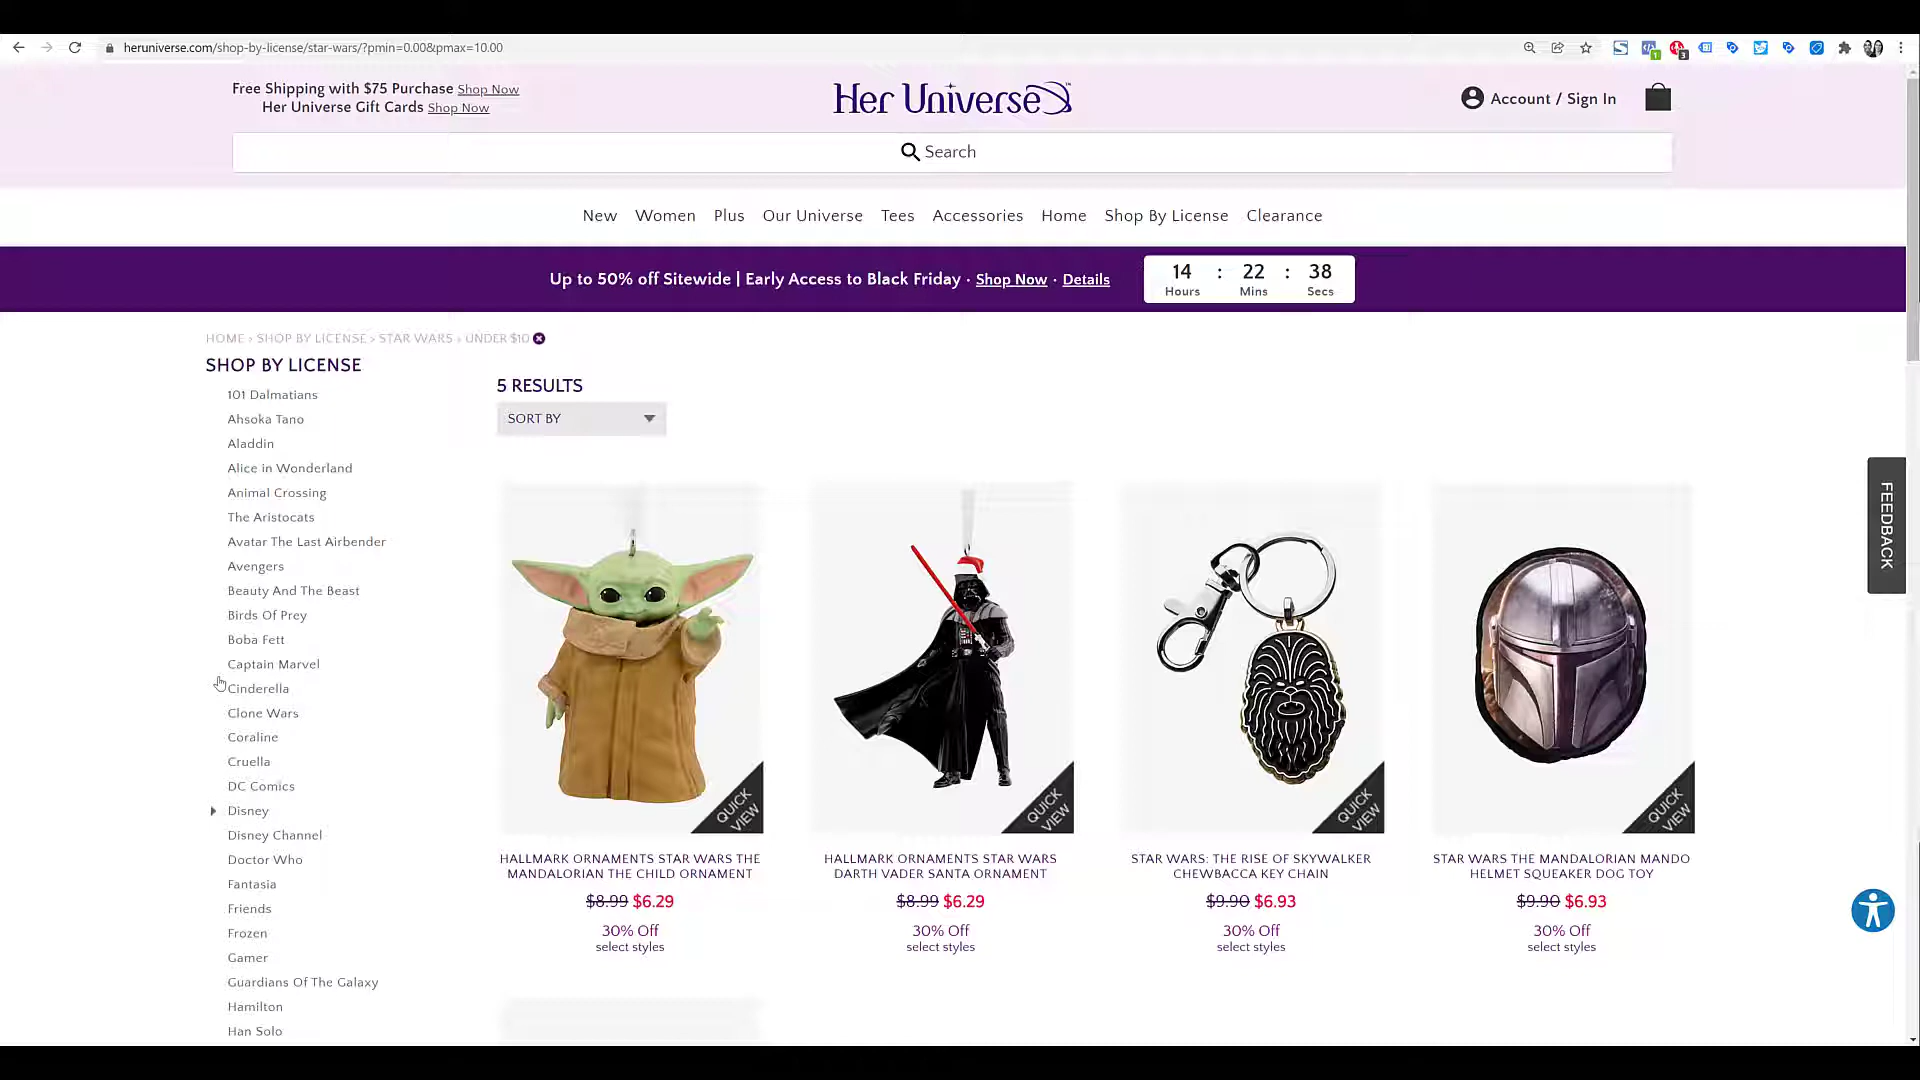 heruniverse.com/shop-by-license/star-wars/?pmin=0.00&pmax=10.00
1
3
Free Shipping with $75 Purchase Shop Now
Her Universe Gift Cards Shop Now
Her Universe
Account / Sign In
Search
New Women Plus Our Universe Tees Accessories Home Shop By License Clearance
Up to 50% off Sitewide | Early Access to Black Friday · Shop Now · Details
14 : 22 : 38
Hours Mins Secs
HOME > SHOP BY LICENSE > STAR WARS > UNDER $10
SHOP BY LICENSE
101 Dalmatians
Ahsoka Tano
Aladdin
Alice in Wonderland
Animal Crossing
The Aristocats
Avatar The Last Airbender
Avengers
Beauty And The Beast
Birds Of Prey
Boba Fett
Captain Marvel
Cinderella
Clone Wars
Coraline
Cruella
DC Comics
Disney
Disney Channel
Doctor Who
Fantasia
Friends
Frozen
Gamer
Guardians Of The Galaxy
Hamilton
Han Solo
5 RESULTS
SORT BY
QUICK VIEW
HALLMARK ORNAMENTS STAR WARS THE
MANDALORIAN THE CHILD ORNAMENT
$8.99 $6.29
30% Off
select styles
QUICK VIEW
HALLMARK ORNAMENTS STAR WARS
DARTH VADER SANTA ORNAMENT
$8.99 $6.29
30% Off
select styles
QUICK VIEW
STAR WARS: THE RISE OF SKYWALKER
CHEWBACCA KEY CHAIN
$9.90 $6.93
30% Off
select styles
QUICK VIEW
STAR WARS THE MANDALORIAN MANDO
HELMET SQUEAKER DOG TOY
$9.90 $6.93
30% Off
select styles
FEEDBACK